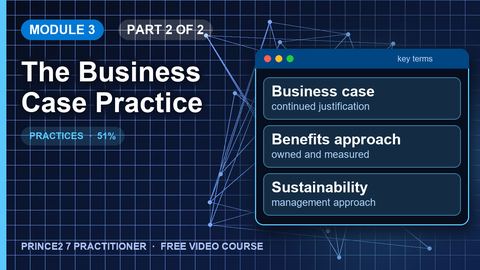 MODULE 3
PART 2 OF 2
The Business
Case Practice
PRACTICES · 51%
key terms
Business case
continued justification
Benefits approach
owned and measured
Sustainability
management approach
PRINCE2 7 PRACTITIONER · FREE VIDEO COURSE